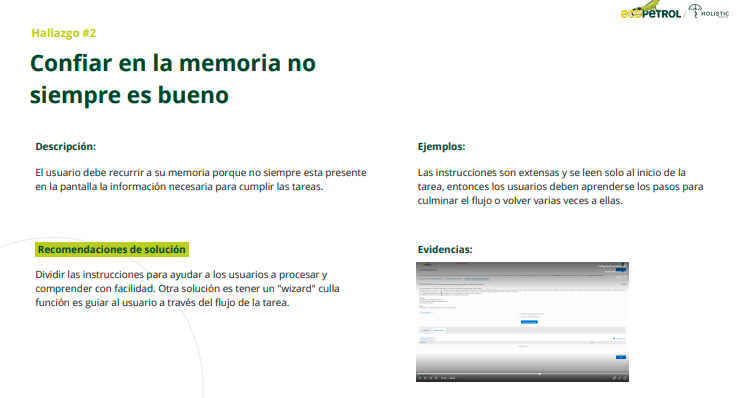 ecoPETROL / HOLISTIC
Hallazgo #2
Confiar en la memoria no
siempre es bueno
Descripción:
El usuario debe recurrir a su memoria porque no siempre esta presente
en la pantalla la información necesaria para cumplir las tareas.
Ejemplos:
Las instrucciones son extensas y se leen solo al inicio de la
tarea, entonces los usuarios deben aprenderse los pasos para
culminar el flujo o volver varias veces a ellas.
Recomendaciones de solución
Dividir las instrucciones para ayudar a los usuarios a procesar y
comprender con facilidad. Otra solución es tener un "wizard" culla
función es guiar al usuario a través del flujo de la tarea.
Evidencias: